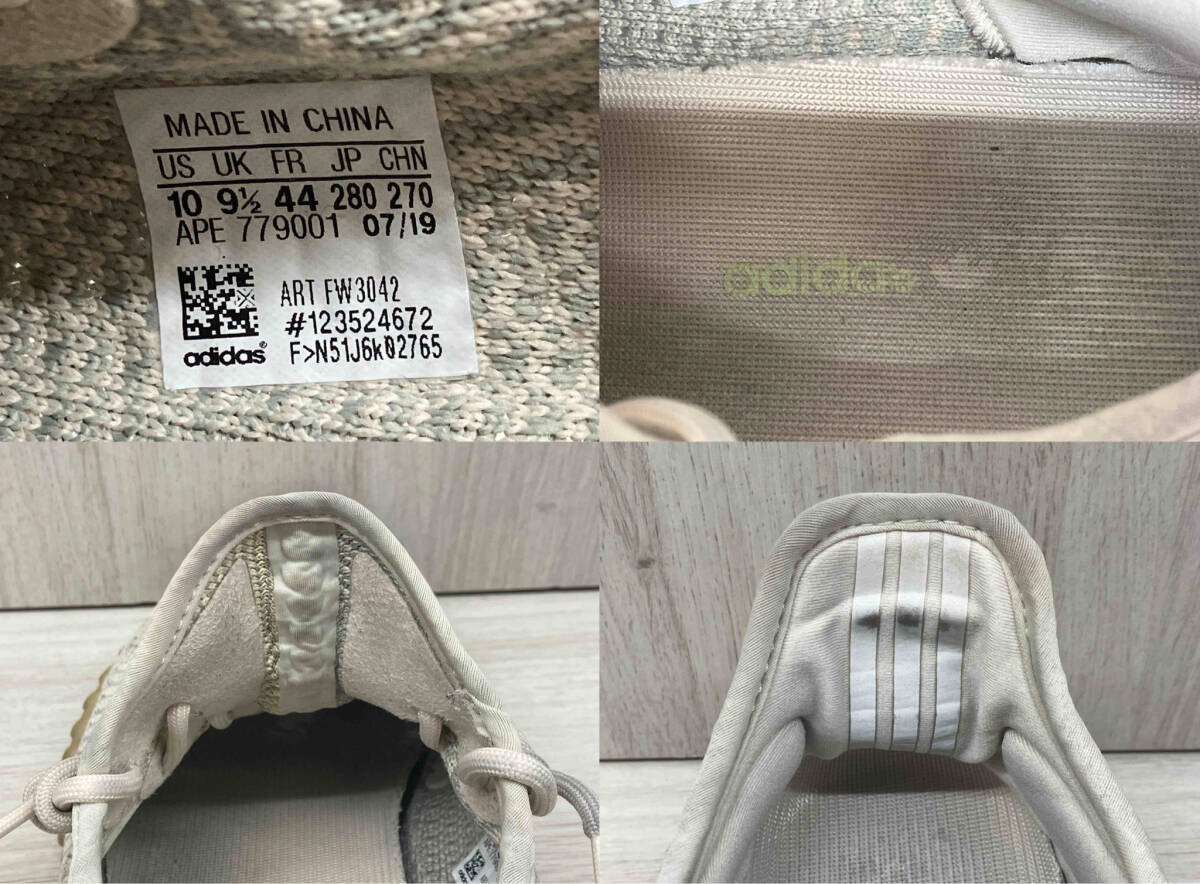 MADE IN CHINA
US UK FR JP CHN
10 9½ 44 280 270
APE 779001 07/19
ART FW3042
#123524672
adidas® F>N51J6k02765
adidas